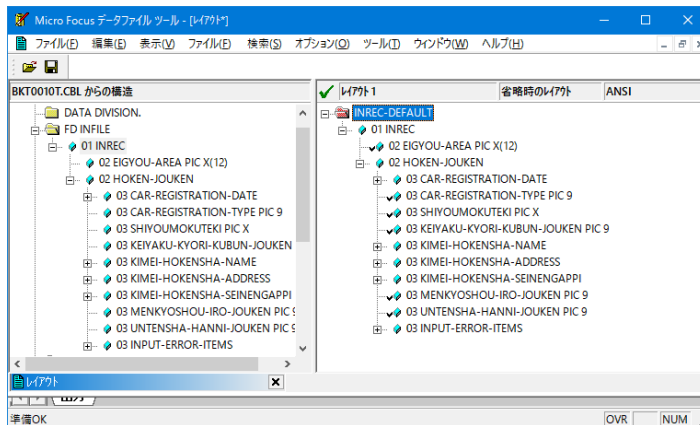 Micro Focus データファイル ツール - [レイアウト*]
ファイル(F) 編集(E) 表示(V) ファイル(F) 検索(S) オプション(O) ツール(T) ウインドウ(W) ヘルプ(H)
BKT0010T.CBL からの構造
DATA DIVISION.
FD INFILE
01 INREC
02 EIGYOU-AREA PIC X(12)
02 HOKEN-JOUKEN
03 CAR-REGISTRATION-DATE
03 CAR-REGISTRATION-TYPE PIC 9
03 SHIYOUMOKUTEKI PIC X
03 KEIYAKU-KYORI-KUBUN-JOUKEN
03 KIMEI-HOKENSHA-NAME
03 KIMEI-HOKENSHA-ADDRESS
03 KIMEI-HOKENSHA-SEINENGAPPI
03 MENKYOSHOU-IRO-JOUKEN PIC 9
03 UNTENSHA-HANNI-JOUKEN PIC 9
03 INPUT-ERROR-ITEMS
レイアウト 1 省略時のレイアウト ANSI
INREC-DEFAULT
01 INREC
02 EIGYOU-AREA PIC X(12)
02 HOKEN-JOUKEN
03 CAR-REGISTRATION-DATE
03 CAR-REGISTRATION-TYPE PIC 9
03 SHIYOUMOKUTEKI PIC X
03 KEIYAKU-KYORI-KUBUN-JOUKEN PIC 9
03 KIMEI-HOKENSHA-NAME
03 KIMEI-HOKENSHA-ADDRESS
03 KIMEI-HOKENSHA-SEINENGAPPI
03 MENKYOSHOU-IRO-JOUKEN PIC 9
03 UNTENSHA-HANNI-JOUKEN PIC 9
03 INPUT-ERROR-ITEMS
レイアウト
出力
準備OK OVR NUM